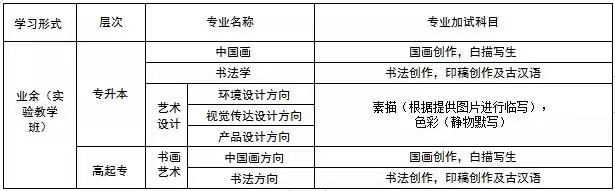 学习形式 层次 专业名称 专业加试科目
业余（实
验教学
班）
专升本
中国画 国画创作，白描写生
书法学 书法创作，印稿创作及古汉语
艺术
设计
环境设计方向
视觉传达设计方向
产品设计方向
素描（根据提供图片进行临写），
色彩（静物默写）
高起专
书画
艺术
中国画方向 国画创作，白描写生
书法方向 书法创作，印稿创作及古汉语